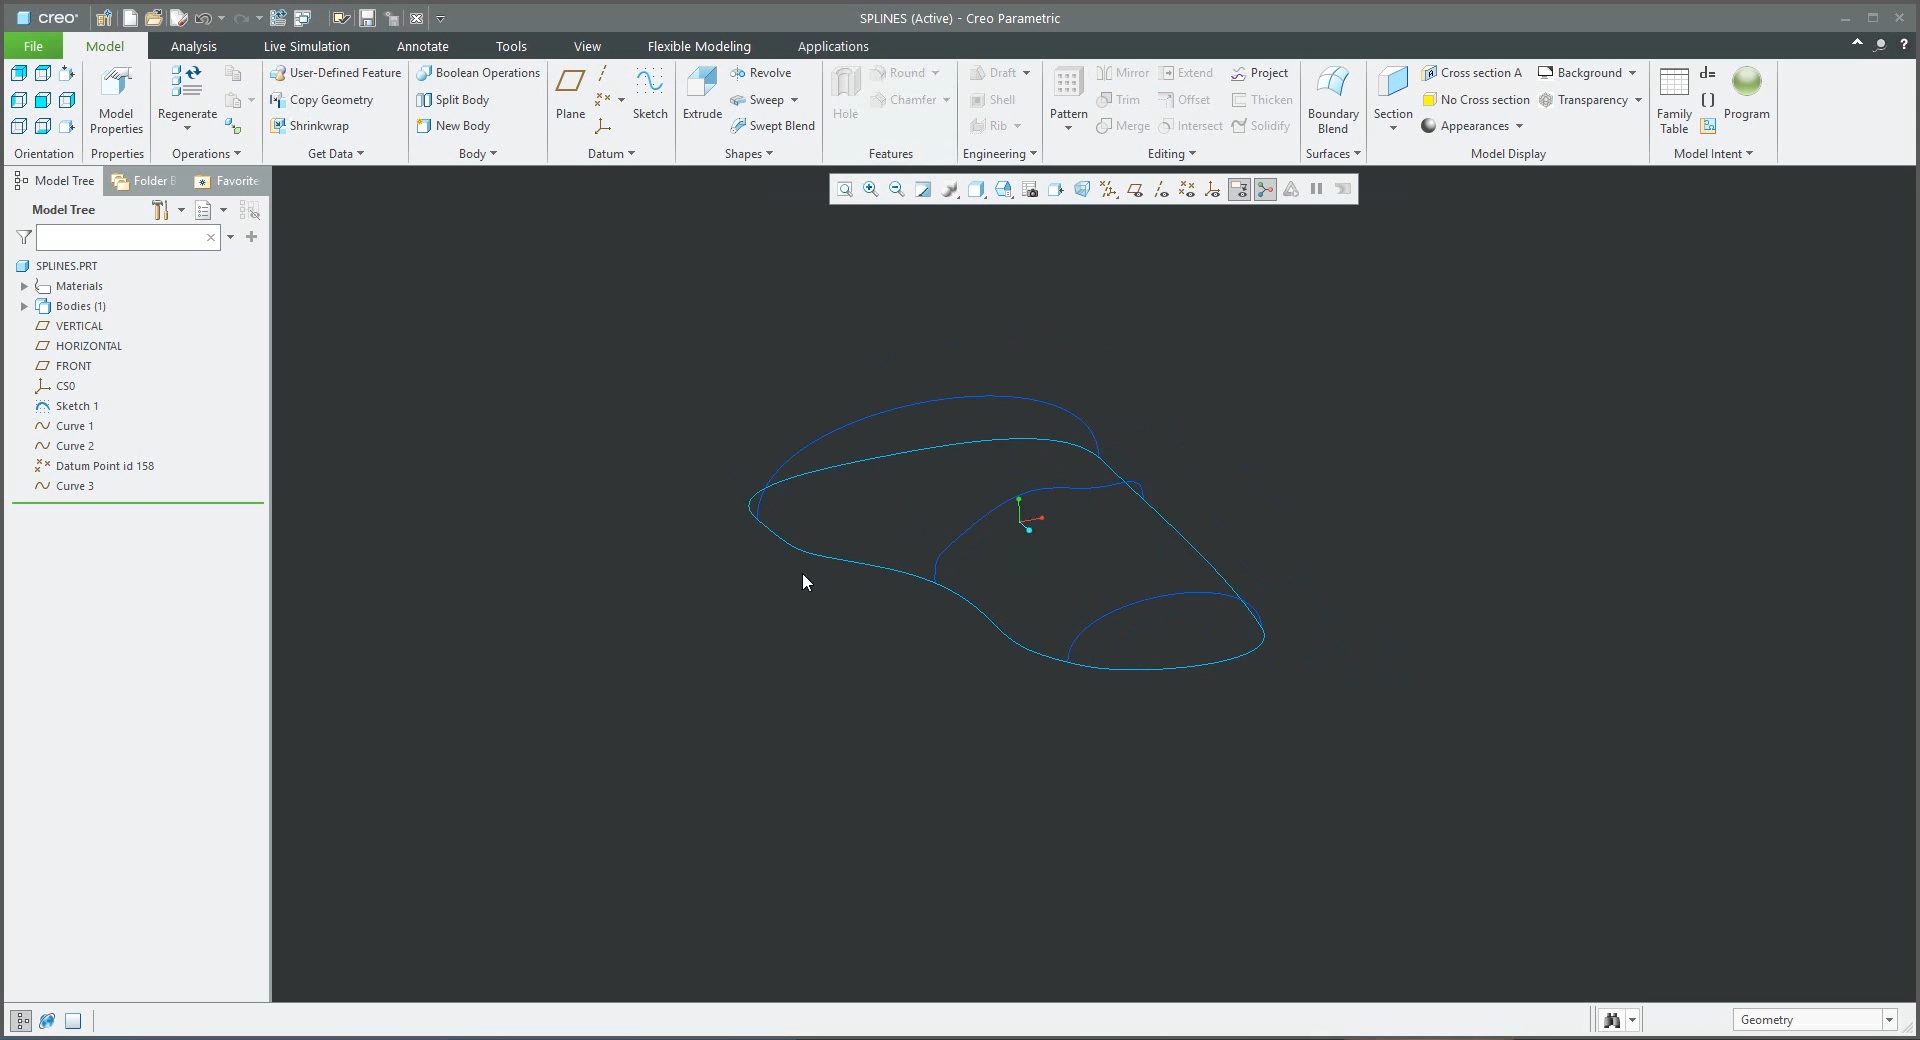 creo®
SPLINES (Active) - Creo Parametric
File Model Analysis Live Simulation Annotate Tools View Flexible Modeling Applications
?
Model Properties
Properties
Orientation
Regenerate
Operations
User-Defined Feature
Copy Geometry
Shrinkwrap
Get Data
Boolean Operations
Split Body
New Body
Body
Plane
Sketch
Datum
Extrude
Revolve
Sweep
Swept Blend
Shapes
Hole
Round
Chamfer
Features
Draft
Shell
Rib
Engineering
Pattern
Mirror
Trim
Merge
Extend
Offset
Intersect
Project
Thicken
Solidify
Editing
Boundary Blend
Surfaces
Section
Cross section A
No Cross section
Appearances
Background
Transparency
Model Display
Family Table
d=
[ ]
Program
Model Intent
Model Tree
Folder B
Favorite
Model Tree
SPLINES.PRT
Materials
Bodies (1)
VERTICAL
HORIZONTAL
FRONT
CS0
Sketch 1
Curve 1
Curve 2
Datum Point id 158
Curve 3
Geometry